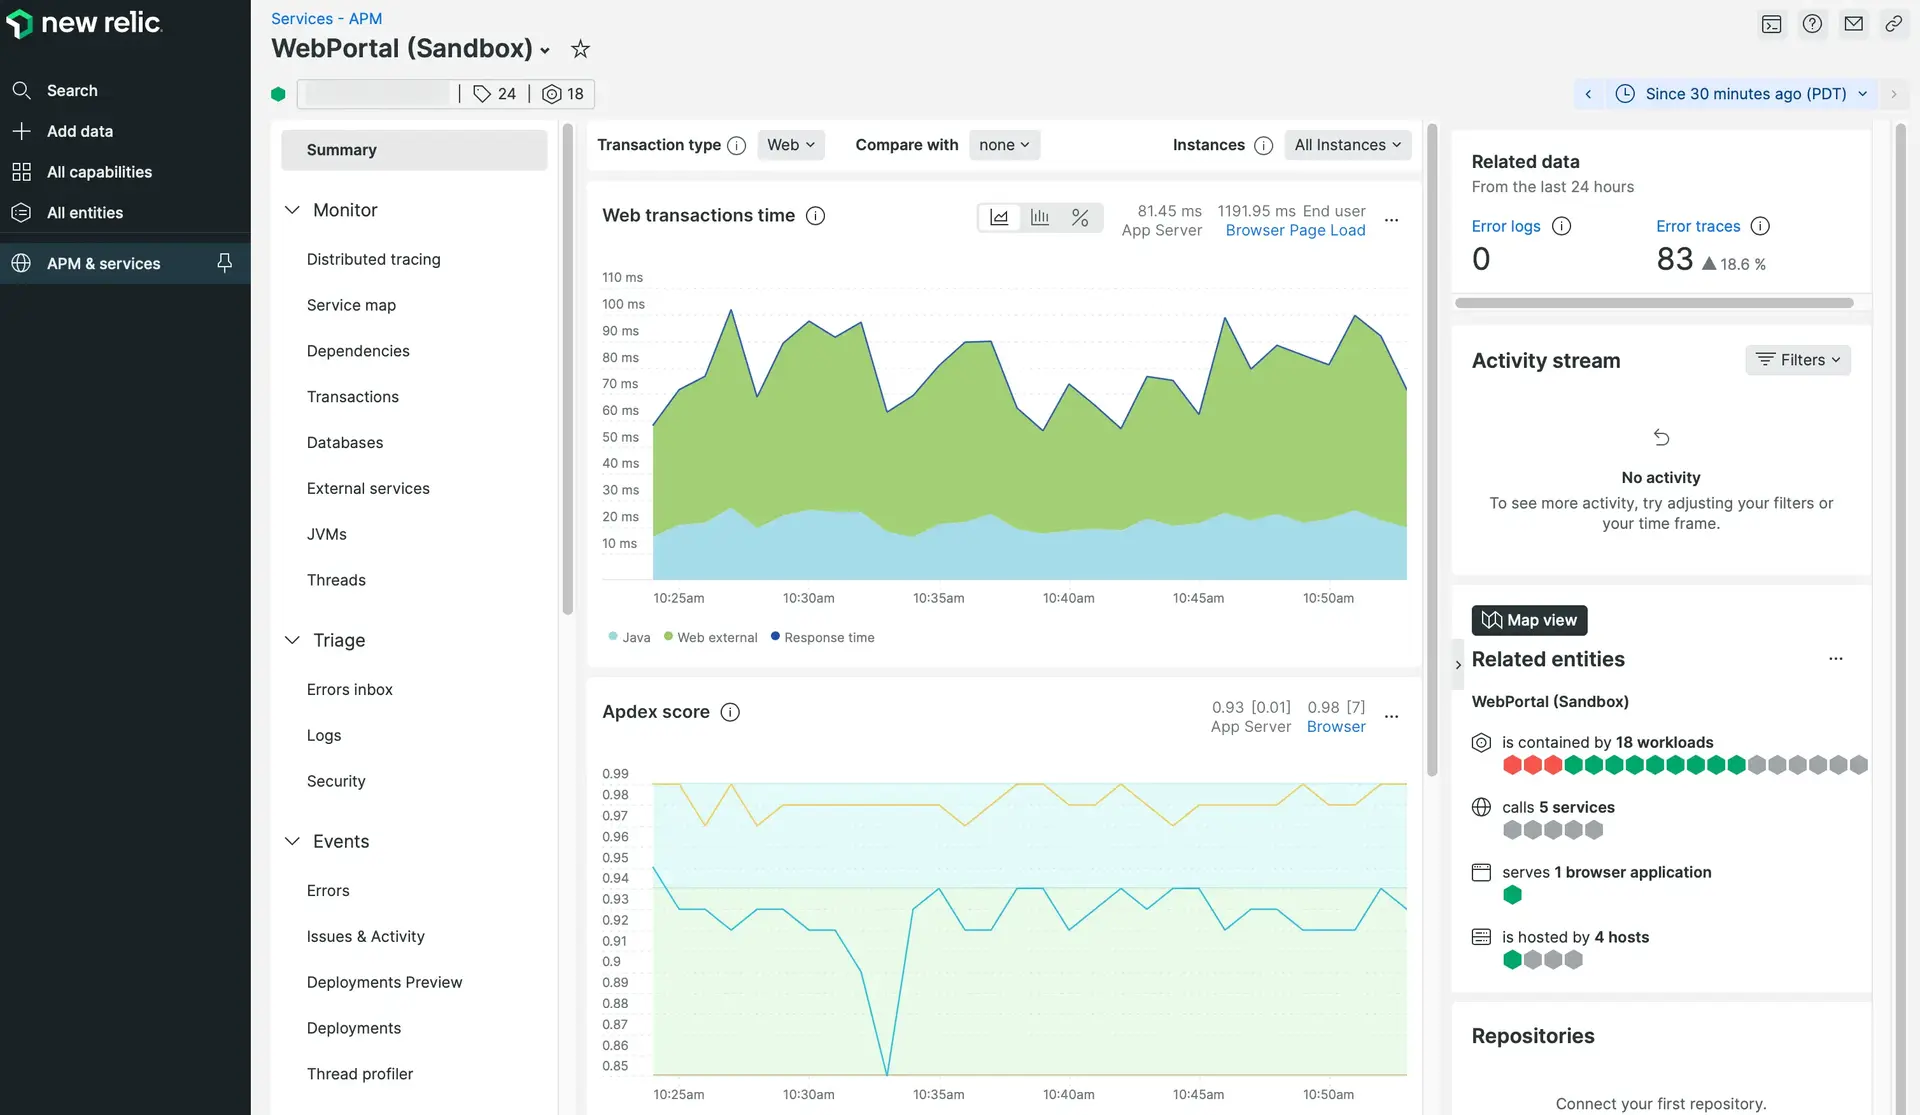 new relic.
Search
Add data
All capabilities
All entities
APM & services
Services - APM
WebPortal (Sandbox)
24
18
Since 30 minutes ago (PDT)
Summary
Monitor
Distributed tracing
Service map
Dependencies
Transactions
Databases
External services
JVMs
Threads
Triage
Errors inbox
Logs
Security
Events
Errors
Issues & Activity
Deployments Preview
Deployments
Thread profiler
Transaction type Web
Compare with none
Instances All Instances
Web transactions time
%
81.45 ms
App Server
1191.95 ms End user
Browser Page Load
110 ms
100 ms
90 ms
80 ms
70 ms
60 ms
50 ms
40 ms
30 ms
20 ms
10 ms
10:25am 10:30am 10:35am 10:40am 10:45am 10:50am
Java Web external Response time
Apdex score
0.93 [0.01]
App Server
0.98 [7]
Browser
0.99
0.98
0.97
0.96
0.95
0.94
0.93
0.92
0.91
0.9
0.89
0.88
0.87
0.86
0.85
10:25am 10:30am 10:35am 10:40am 10:45am 10:50am
Related data
From the last 24 hours
Error logs
0
Error traces
83 18.6 %
Activity stream
Filters
No activity
To see more activity, try adjusting your filters or
your time frame.
Map view
Related entities
WebPortal (Sandbox)
is contained by 18 workloads
calls 5 services
serves 1 browser application
is hosted by 4 hosts
Repositories
Connect your first repository.